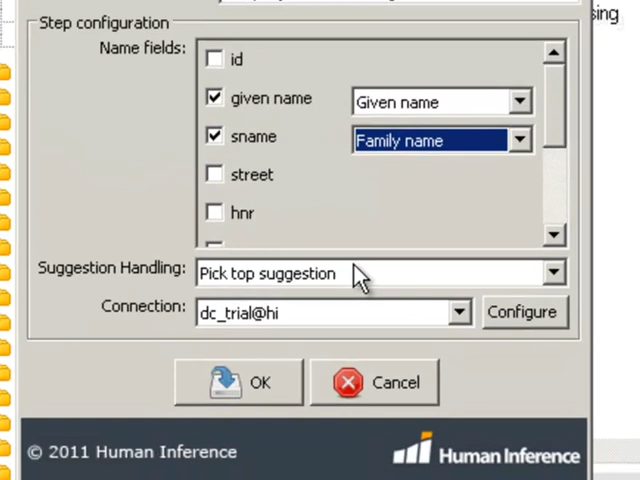 sing
Step configuration
Name fields:
id
given name
Given name
sname
Family name
street
hnr
Suggestion Handling:
Pick top suggestion
Connection:
dc_trial@hi
Configure
OK
Cancel
© 2011 Human Inference
Human Inference